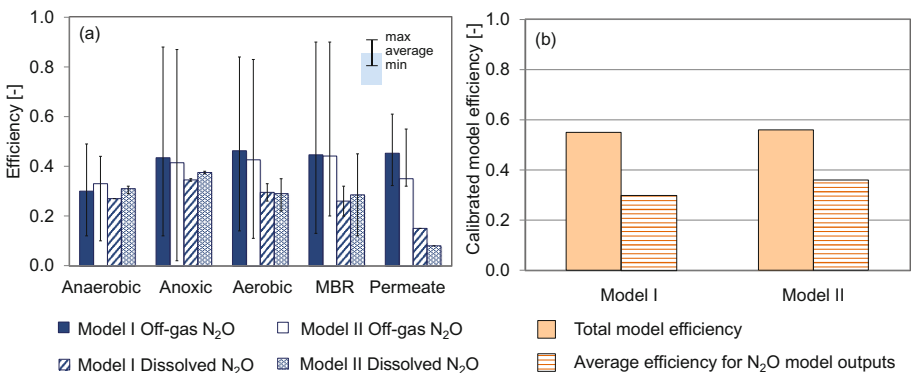 (a)
max
average
min
Efficiency [-]
1.0
0.8
0.6
0.4
0.2
0.0
Anaerobic Anoxic Aerobic MBR Permeate
Model I Off-gas N₂O
Model II Off-gas N₂O
Model I Dissolved N₂O
Model II Dissolved N₂O
(b)
Calibrated model efficiency [-]
1.0
0.8
0.6
0.4
0.2
0.0
Model I Model II
Total model efficiency
Average efficiency for N₂O model outputs